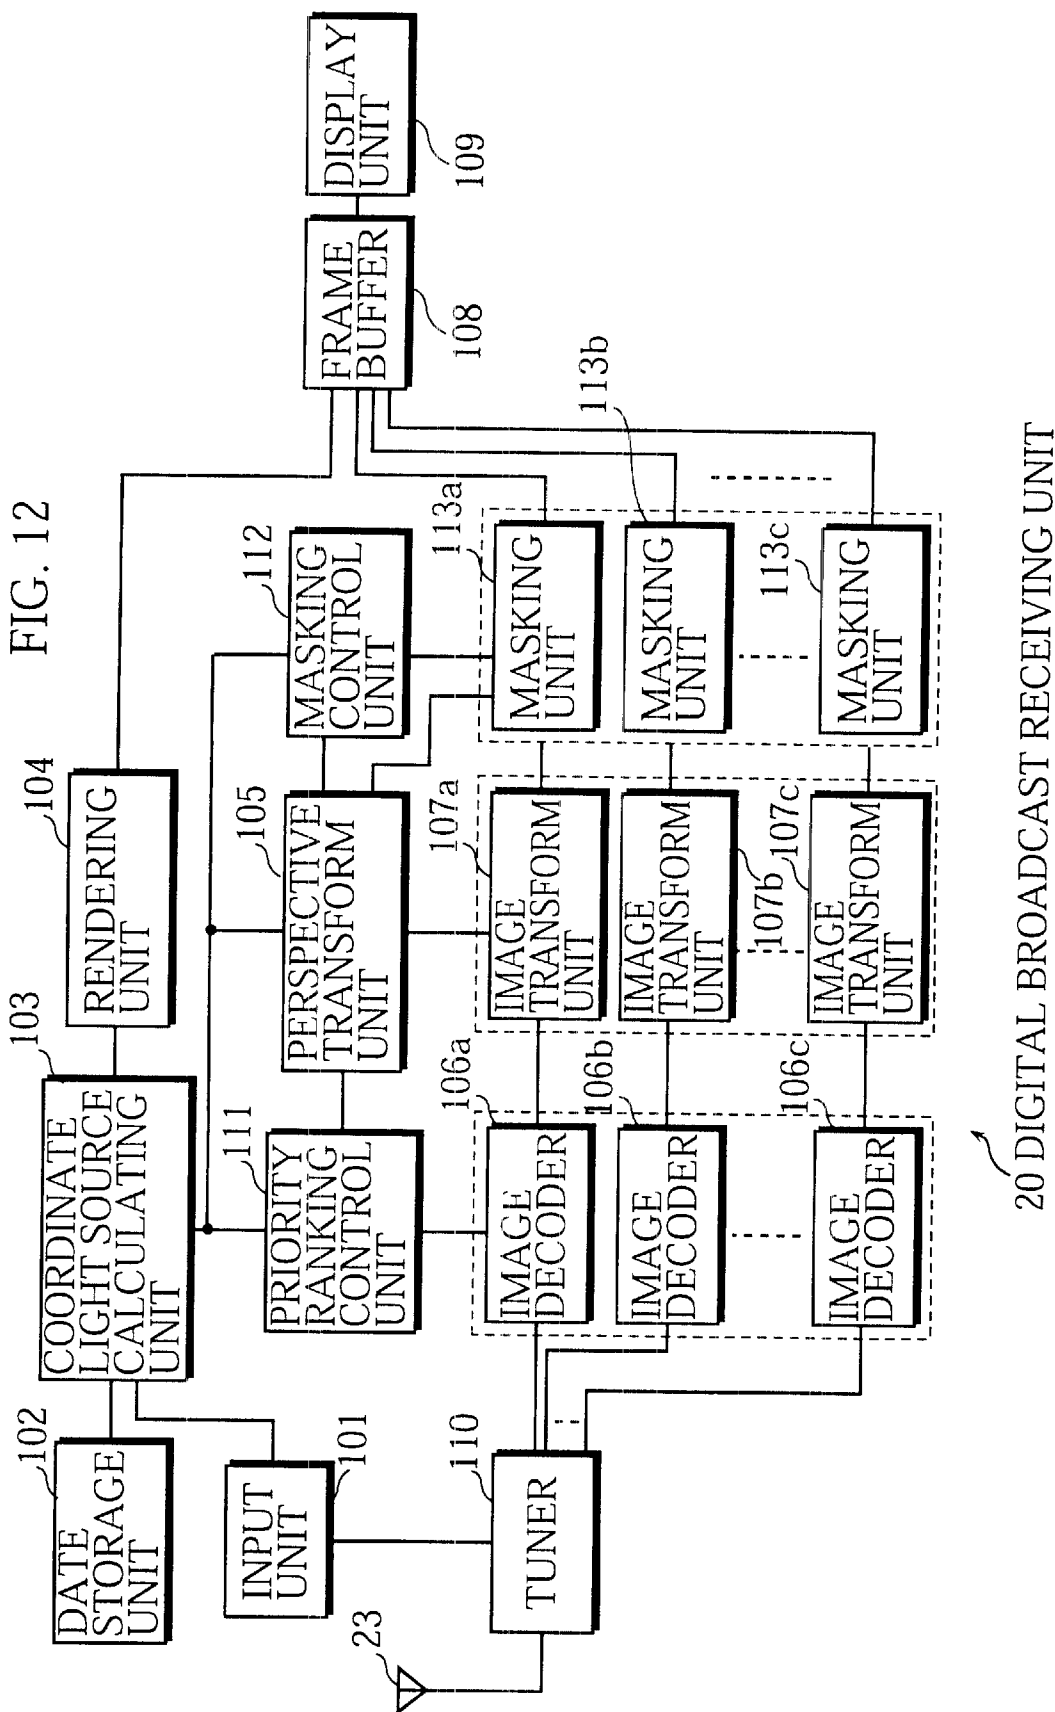 FIG. 12
102
DATE
STORAGE
UNIT
103
COORDINATE
LIGHT SOURCE
CALCULATING
UNIT
104
RENDERING
UNIT
101
INPUT
UNIT
111
PRIORITY
RANKING
CONTROL
UNIT
105
PERSPECTIVE
TRANSFORM
UNIT
112
MASKING
CONTROL
UNIT
FRAME
BUFFER
108
DISPLAY
UNIT
109
23
110
TUNER
106a
IMAGE
DECODER
107a
IMAGE
TRANSFORM
UNIT
113a
MASKING
UNIT
106b
IMAGE
DECODER
IMAGE
TRANSFORM
UNIT
107b
113b
MASKING
UNIT
106c
IMAGE
DECODER
107c
IMAGE
TRANSFORM
UNIT
113c
MASKING
UNIT
20 DIGITAL BROADCAST RECEIVING UNIT